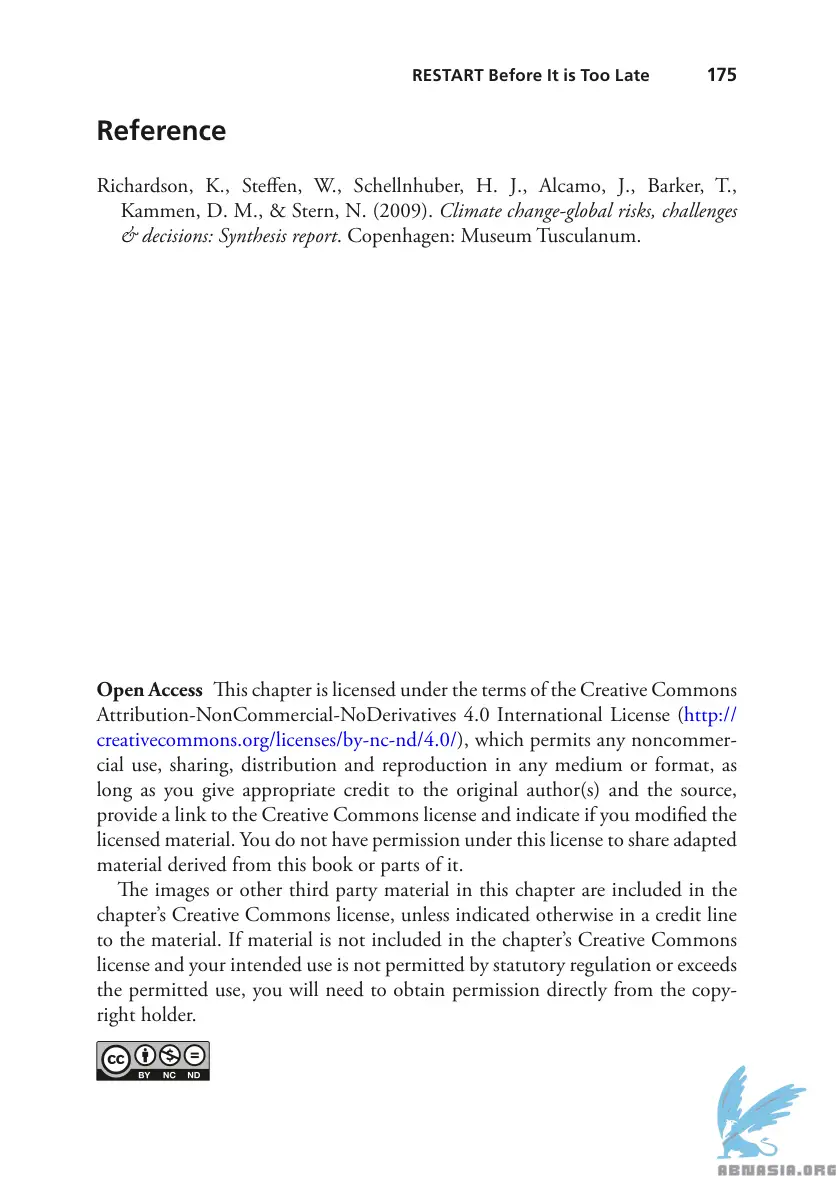 RESTART Before It is Too Late 175
Reference
Richardson, K., Steffen, W., Schellnhuber, H. J., Alcamo, J., Barker, T.,
Kammen, D. M., & Stern, N. (2009). Climate change-global risks, challenges
& decisions: Synthesis report. Copenhagen: Museum Tusculanum.
Open Access This chapter is licensed under the terms of the Creative Commons
Attribution-NonCommercial-NoDerivatives 4.0 International License (http://
creativecommons.org/licenses/by-nc-nd/4.0/), which permits any noncommer-
cial use, sharing, distribution and reproduction in any medium or format, as
long as you give appropriate credit to the original author(s) and the source,
provide a link to the Creative Commons license and indicate if you modified the
licensed material. You do not have permission under this license to share adapted
material derived from this book or parts of it.
The images or other third party material in this chapter are included in the
chapter's Creative Commons license, unless indicated otherwise in a credit line
to the material. If material is not included in the chapter's Creative Commons
license and your intended use is not permitted by statutory regulation or exceeds
the permitted use, you will need to obtain permission directly from the copy-
right holder.
cc
BY NC ND
ABNASIA.ORG